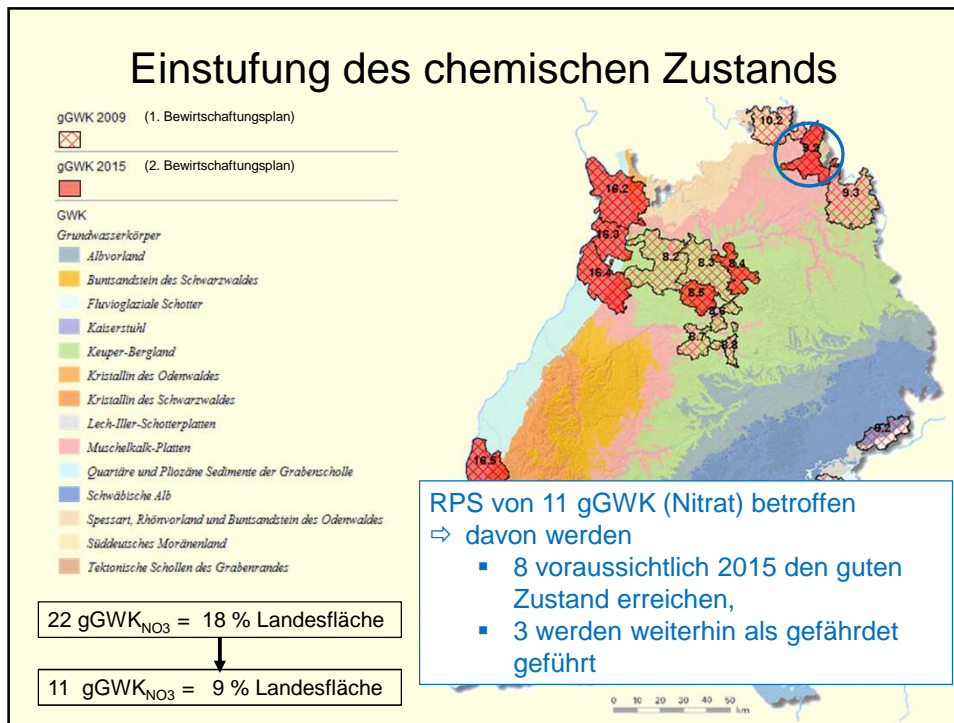 Einstufung des chemischen Zustands
gGWK 2009 (1. Bewirtschaftungsplan)
gGWK 2015 (2. Bewirtschaftungsplan)
GWK
Grundwasserkörper
Albvorland
Buntsandstein des Schwarzwaldes
Fluvioglaziale Schotter
Kaiserstuhl
Keuper-Bergland
Kristallin des Odenwaldes
Kristallin des Schwarzwaldes
Lech-Iller-Schotterplatten
Muschelkalk-Platten
Quartäre und Pliozäne Sedimente der Grabenscholle
Schwäbische Alb
Spessart, Rhönvorland und Buntsandstein des Odenwaldes
Süddeutsches Moränenland
Tektonische Schollen des Grabenrandes
22 gGWK NO3 = 18 % Landesfläche
11 gGWK NO3 = 9 % Landesfläche
10.2
9.2
9.3
16.2
16.3
16.4
8.2
8.3
8.4
8.5
8.6
8.7
8.8
6.2
16.5
RPS von 11 gGWK (Nitrat) betroffen
⇨ davon werden
▪ 8 voraussichtlich 2015 den guten
Zustand erreichen,
▪ 3 werden weiterhin als gefährdet
geführt
0 10 20 30 40 50
km